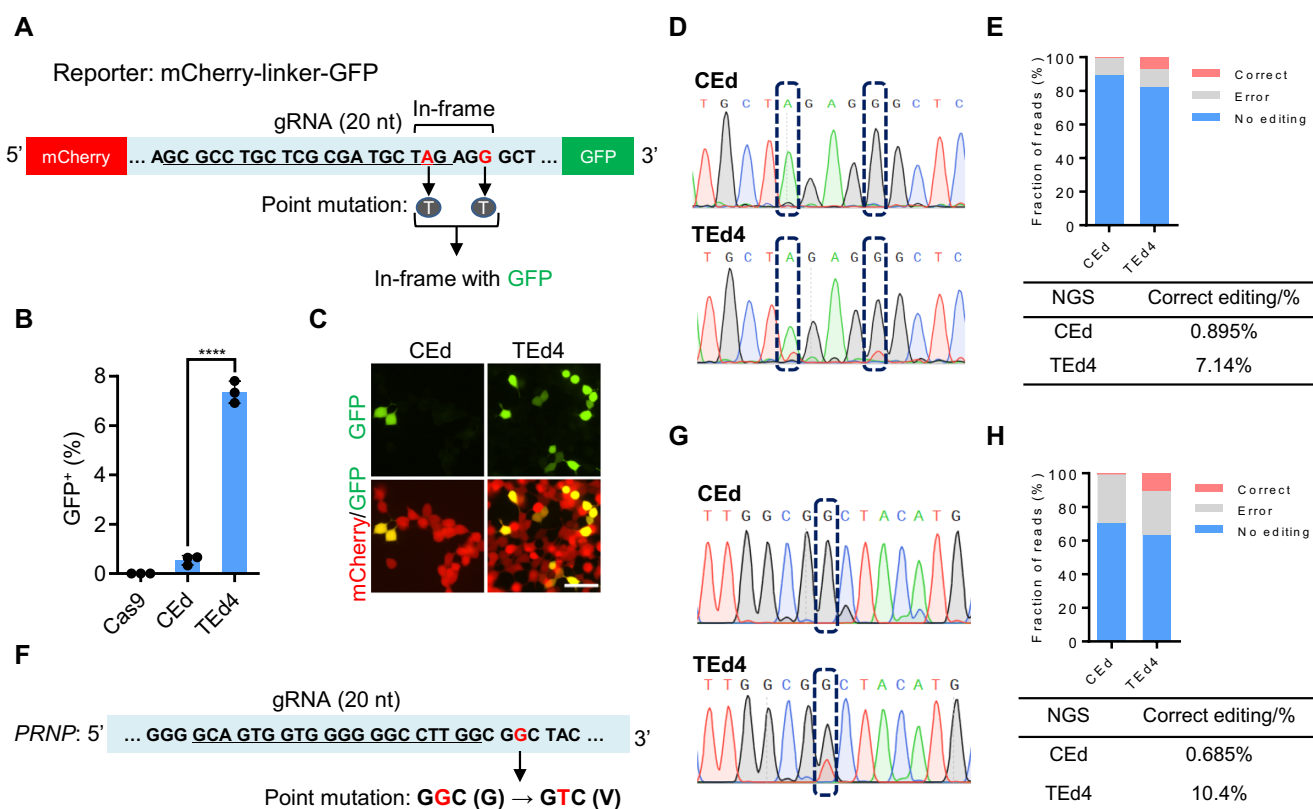 A
Reporter: mCherry-linker-GFP
In-frame
gRNA (20 nt)
5’ mCherry ... AGC GCC TGC TCG CGA TGC TAG AGG GCT ... GFP 3’
Point mutation: T T
In-frame with GFP
B
GFP⁺ (%)
8
6
4
2
0
****
Cas9
CEd
TEd4
C
CEd TEd4
GFP
mCherry/GFP
D
CEd
T G C T A G A G G G C T C
TEd4
T G C T A G A G G G C T C
E
Fraction of reads (%)
100
80
60
40
20
0
Correct
Error
No editing
CEd
TEd4
NGS Correct editing/%
CEd 0.895%
TEd4 7.14%
F
gRNA (20 nt)
PRNP: 5’ ... GGG GCA GTG GTG GGG GGC CTT GGC GGC TAC ... 3’
Point mutation: GGC (G) → GTC (V)
G
CEd
T T G G C G G C T A C A T G
TEd4
T T G G C G G C T A C A T G
H
Fraction of reads (%)
100
80
60
40
20
0
Correct
Error
No editing
CEd
TEd4
NGS Correct editing/%
CEd 0.685%
TEd4 10.4%